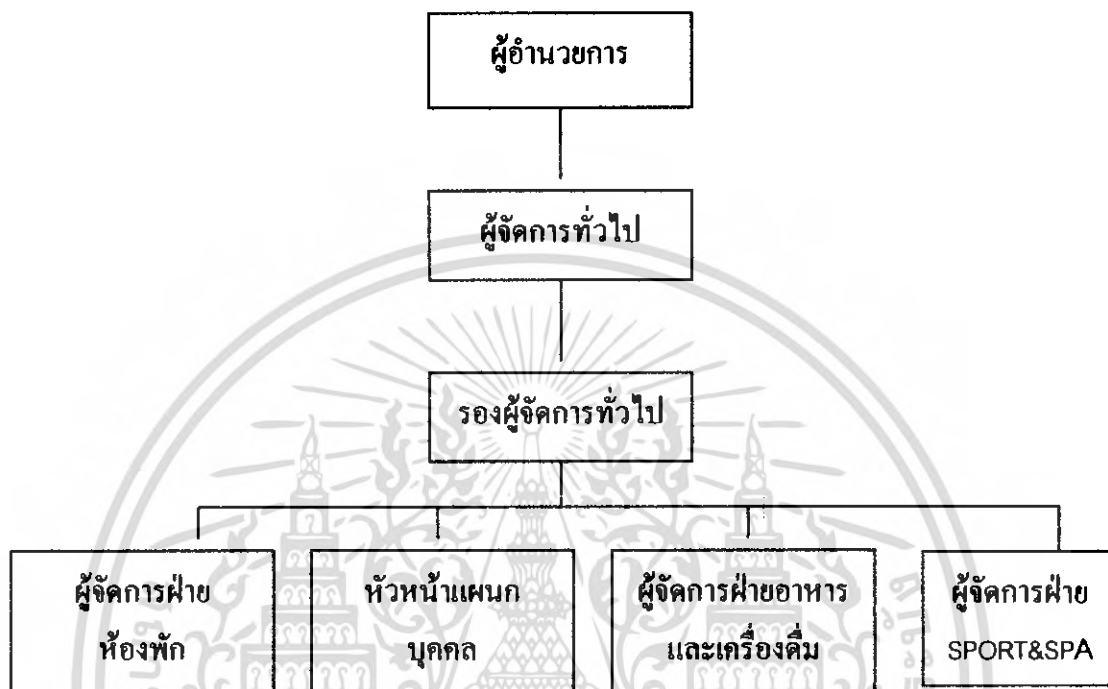 ผู้อำนวยการ
ผู้จัดการทั่วไป
รองผู้จัดการทั่วไป
ผู้จัดการฝ่าย
ห้องพัก
หัวหน้าแผนก
บุคคล
ผู้จัดการฝ่ายอาหาร
และเครื่องดื่ม
ผู้จัดการฝ่าย
SPORT&SPA